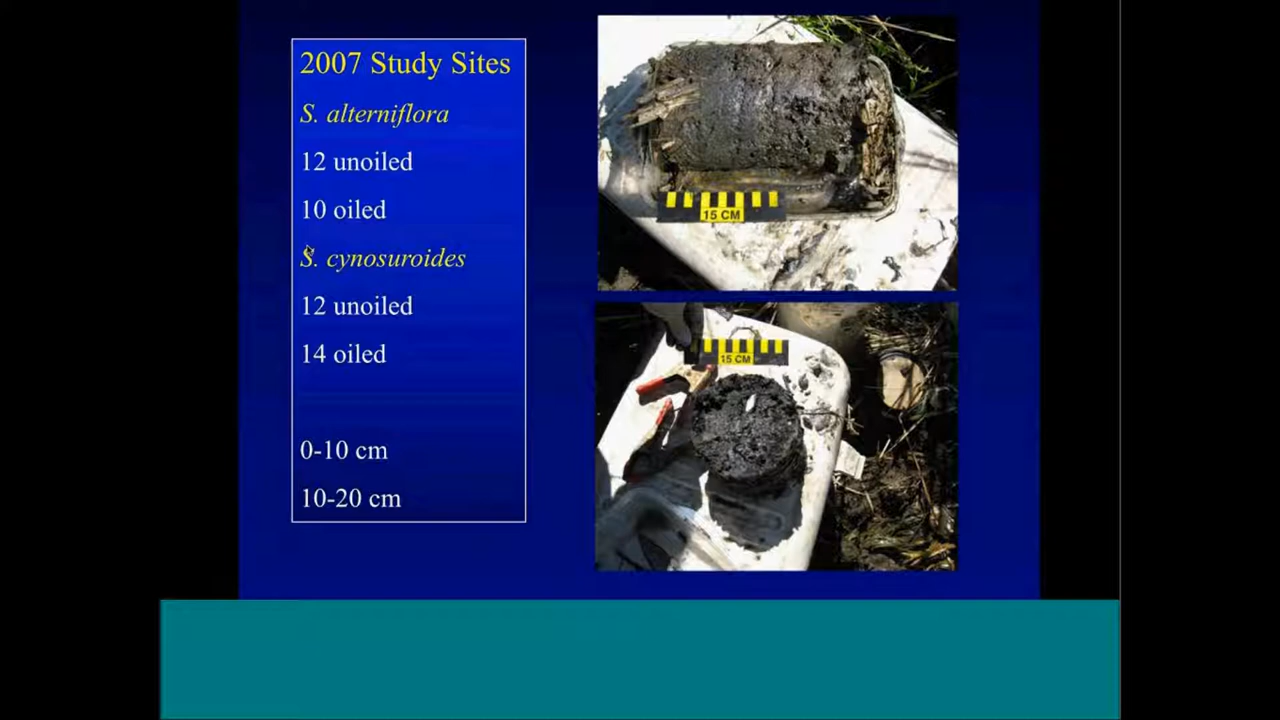 2007 Study Sites
S. alterniflora
12 unoiled
10 oiled
S. cynosuroides
12 unoiled
14 oiled
0-10 cm
10-20 cm
15 CM
15 CM